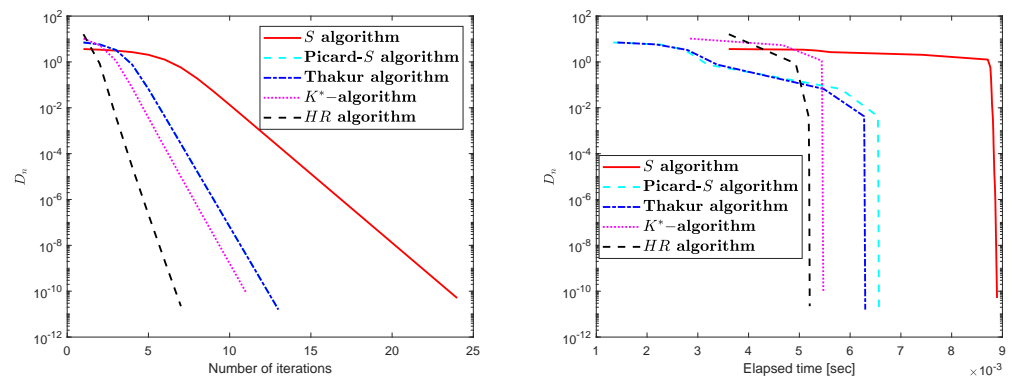 10^2
10^0
10^-2
10^-4
10^-6
10^-8
10^-10
10^-12
D_n
0 5 10 15 20 25
Number of iterations
S algorithm
Picard-S algorithm
Thakur algorithm
K*−algorithm
HR algorithm
10^2
10^0
10^-2
10^-4
10^-6
10^-8
10^-10
10^-12
D_n
S algorithm
Picard-S algorithm
Thakur algorithm
K*−algorithm
HR algorithm
1 2 3 4 5 6 7 8 9
Elapsed time [sec]
×10^-3